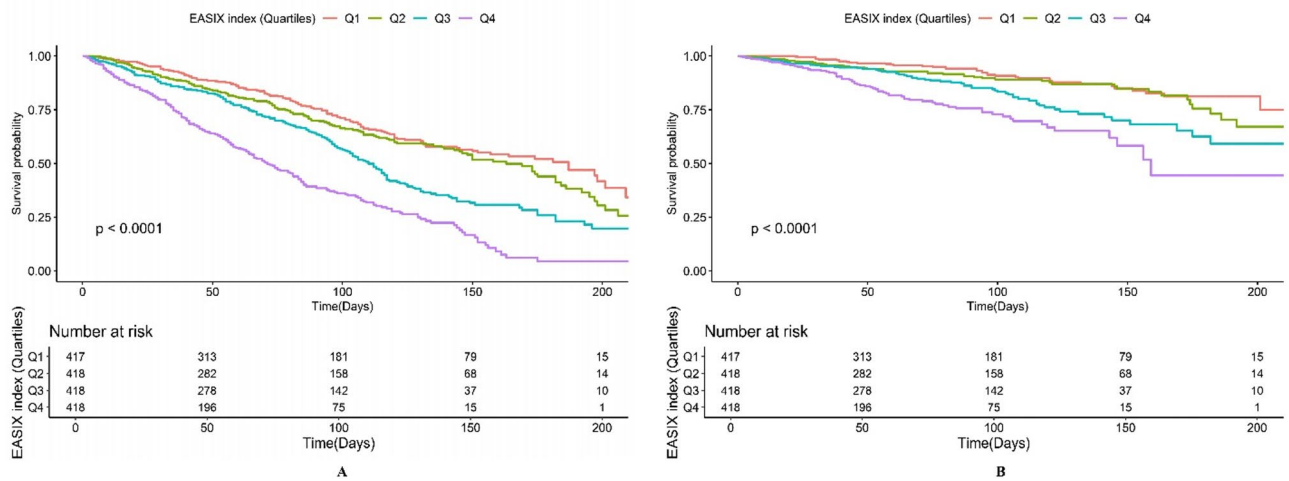 EASIX index (Quartiles) Q1 Q2 Q3 Q4
Survival probability
1.00
0.75
0.50
0.25
0.00
p < 0.0001
0 50 100 150 200
Time(Days)
Number at risk
EASIX index (Quartiles)
Q1 417 313 181 79 15
Q2 418 282 158 68 14
Q3 418 278 142 37 10
Q4 418 196 75 15 1
0 50 100 150 200
Time(Days)
A
EASIX index (Quartiles) Q1 Q2 Q3 Q4
Survival probability
1.00
0.75
0.50
0.25
0.00
p < 0.0001
0 50 100 150 200
Time(Days)
Number at risk
EASIX index (Quartiles)
Q1 417 313 181 79 15
Q2 418 282 158 68 14
Q3 418 278 142 37 10
Q4 418 196 75 15 1
0 50 100 150 200
Time(Days)
B